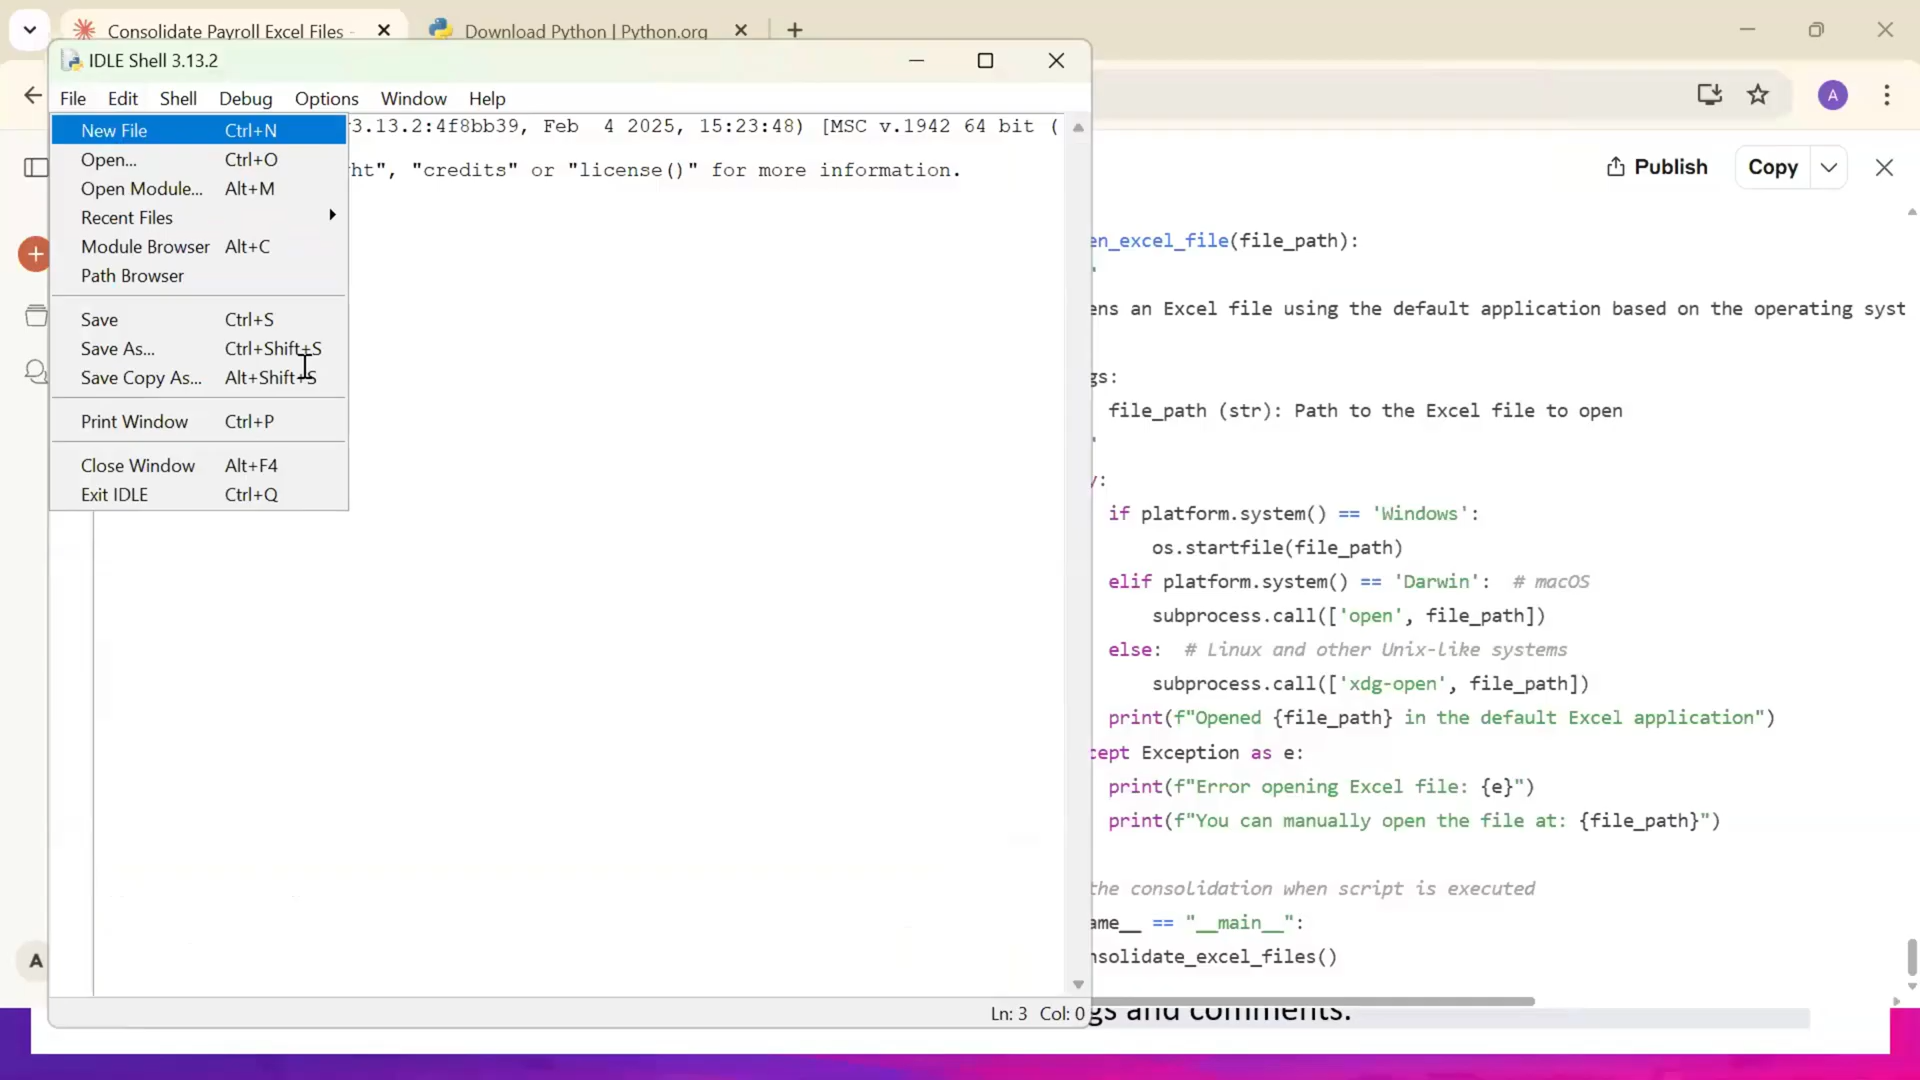 Consolidate Payroll Excel Files -
Download Python | Python.org
IDLE Shell 3.13.2
File Edit Shell Debug Options Window Help
New File Ctrl+N
Open... Ctrl+O
Open Module... Alt+M
Recent Files
Module Browser Alt+C
Path Browser
Save Ctrl+S
Save As... Ctrl+Shift+S
Save Copy As... Alt+Shift+S
Print Window Ctrl+P
Close Window Alt+F4
Exit IDLE Ctrl+Q
v3.13.2:4f8bb39, Feb 4 2025, 15:23:48) [MSC v.1942 64 bit (
ht", "credits" or "license()" for more information.
Ln: 3 Col: 0
A
Publish
Copy
en_excel_file(file_path):
ens an Excel file using the default application based on the operating syst
gs:
file_path (str): Path to the Excel file to open
y:
if platform.system() == 'Windows':
os.startfile(file_path)
elif platform.system() == 'Darwin': # macOS
subprocess.call(['open', file_path])
else: # Linux and other Unix-like systems
subprocess.call(['xdg-open', file_path])
print(f"Opened {file_path} in the default Excel application")
cept Exception as e:
print(f"Error opening Excel file: {e}")
print(f"You can manually open the file at: {file_path}")
the consolidation when script is executed
ame__ == "__main__":
nsolidate_excel_files()
A
gs and comments.